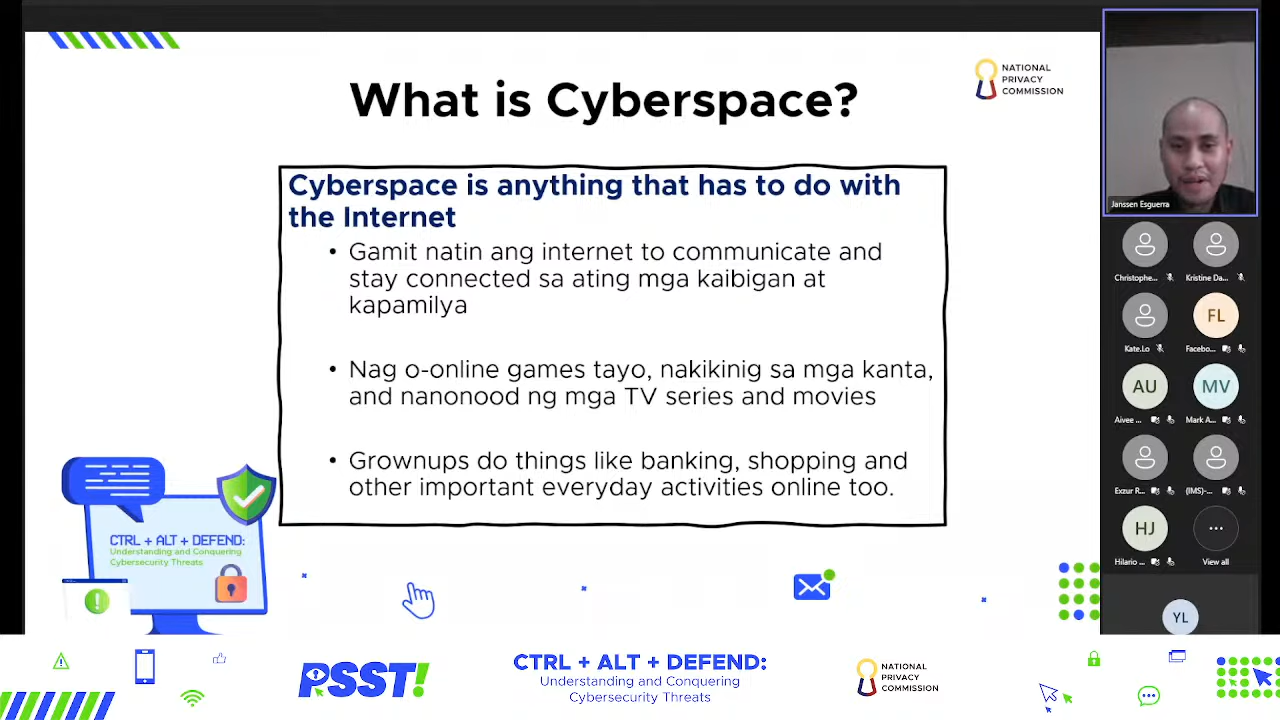 What is Cyberspace?
NATIONAL
PRIVACY
COMMISSION
Cyberspace is anything that has to do with
the Internet
• Gamit natin ang internet to communicate and
stay connected sa ating mga kaibigan at
kapamilya
• Nag o-online games tayo, nakikinig sa mga kanta,
and nanonood ng mga TV series and movies
• Grownups do things like banking, shopping and
other important everyday activities online too.
CTRL + ALT + DEFEND:
Understanding and Conquering
Cybersecurity Threats
Janssen Esguerra
Christophe...
Kristine Da...
Kate.Lo
FL
Facebo...
AU
MV
Aivee ...
Mark A...
Exzur R...
(IMS)-...
HJ
Hilario ...
View all
YL
PSST!
CTRL + ALT + DEFEND:
Understanding and Conquering
Cybersecurity Threats
NATIONAL
PRIVACY
COMMISSION